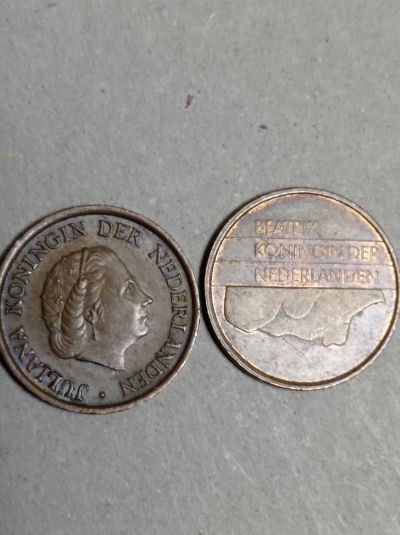 JULIANA KONINGIN DER NEDERLANDEN
BEATRIX
KONINGIN DER
NEDERLANDEN